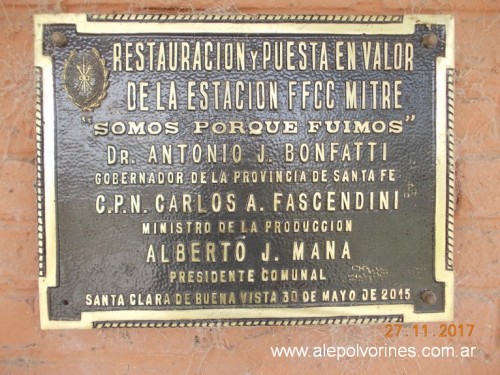 RESTAURACION Y PUESTA EN VALOR
DE LA ESTACION FFCC MITRE
"SOMOS PORQUE FUIMOS"
DR. ANTONIO J. BONFATTI
GOBERNADOR DE LA PROVINCIA DE SANTA FE
C.P.N. CARLOS A. FASCENDINI
MINISTRO DE LA PRODUCCION
ALBERTO J. MANA
PRESIDENTE COMUNAL
SANTA CLARA DE BUENA VISTA 30 DE MAYO DE 2015
27.11.2017
www.alepolvorines.com.ar